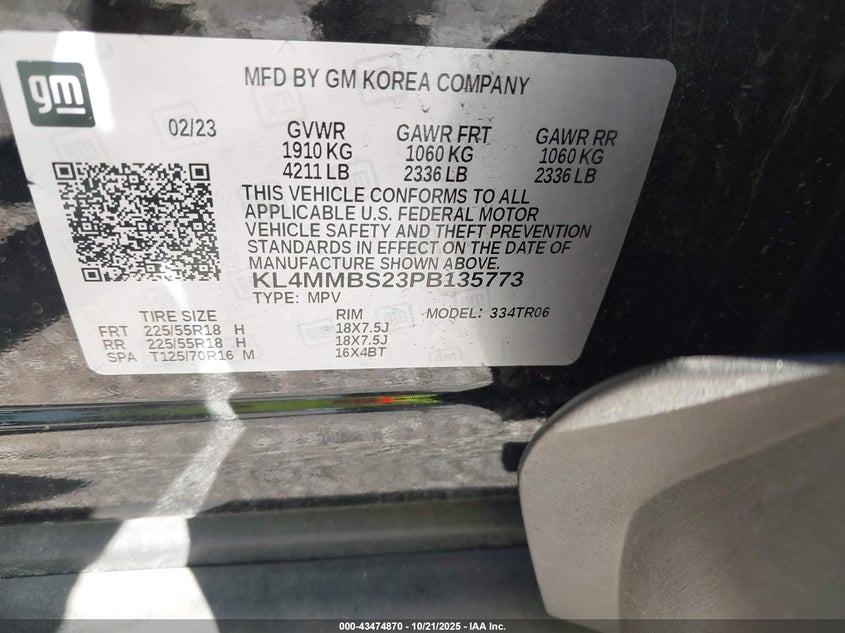 gm
MFD BY GM KOREA COMPANY
02/23 GVWR GAWR FRT GAWR RR
1910 KG 1060 KG 1060 KG
4211 LB 2336 LB 2336 LB
THIS VEHICLE CONFORMS TO ALL
APPLICABLE U.S. FEDERAL MOTOR
VEHICLE SAFETY AND THEFT PREVENTION
STANDARDS IN EFFECT ON THE DATE OF
MANUFACTURE SHOWN ABOVE.
KL4MMBS23PB135773
TYPE: MPV
TIRE SIZE RIM MODEL: 334TR06
FRT 225/55R18 H 18X7.5J
RR 225/55R18 H 18X7.5J
SPA T125/70R16 M 16X4BT
000-43474870 - 10/21/2025 - IAA Inc.